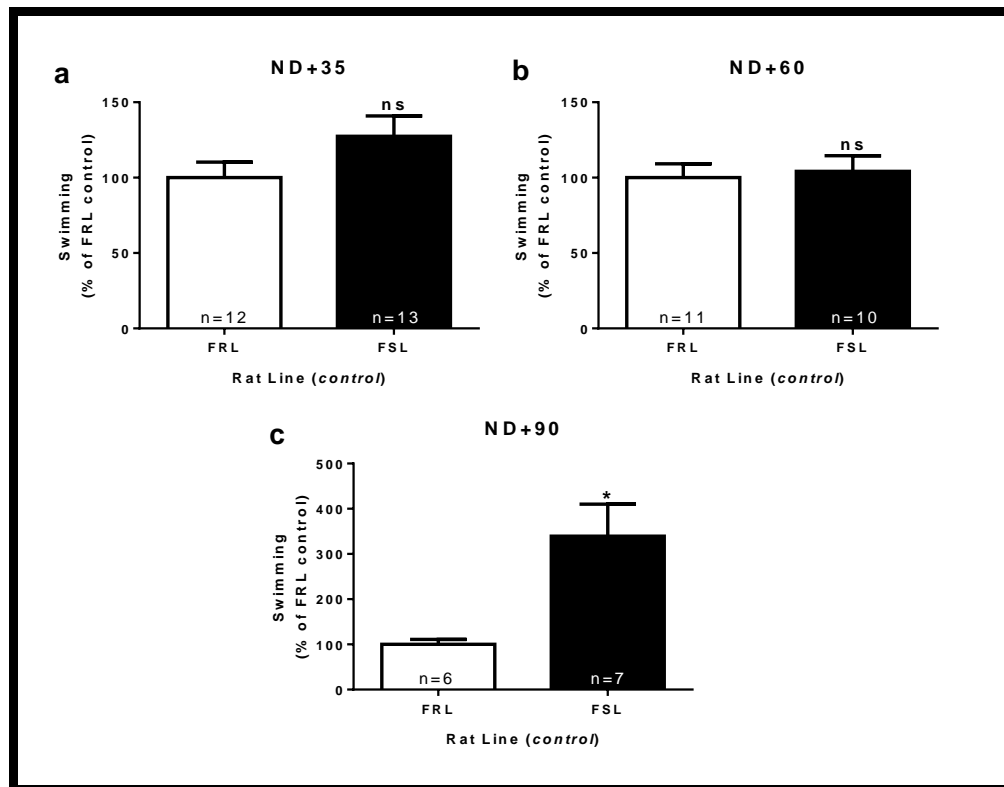 a
ND+35
Swimming
(% of FRL control)
150
100
50
0
ns
n=12
n=13
FRL
FSL
Rat Line (control)
b
ND+60
Swimming
(% of FRL control)
150
100
50
0
ns
n=11
n=10
FRL
FSL
Rat Line (control)
c
ND+90
Swimming
(% of FRL control)
500
400
300
200
100
0
*
n=6
n=7
FRL
FSL
Rat Line (control)